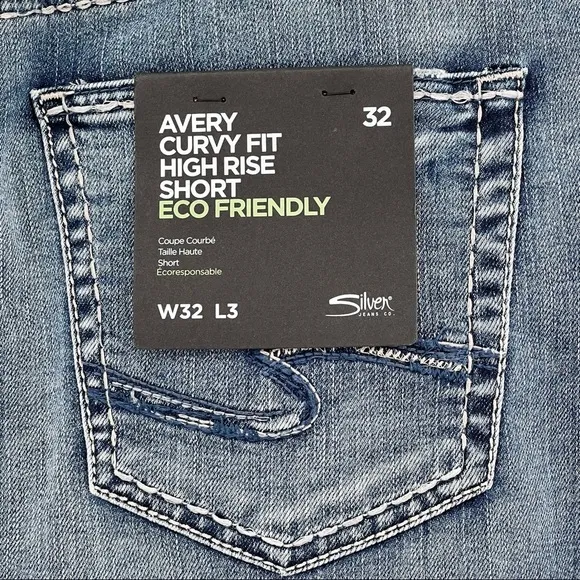 AVERY
CURVY FIT
HIGH RISE
SHORT
ECO FRIENDLY
32
Coupe Courbé
Taille Haute
Short
Écoresponsable
W32 L3
Silver®
JEANS CO.